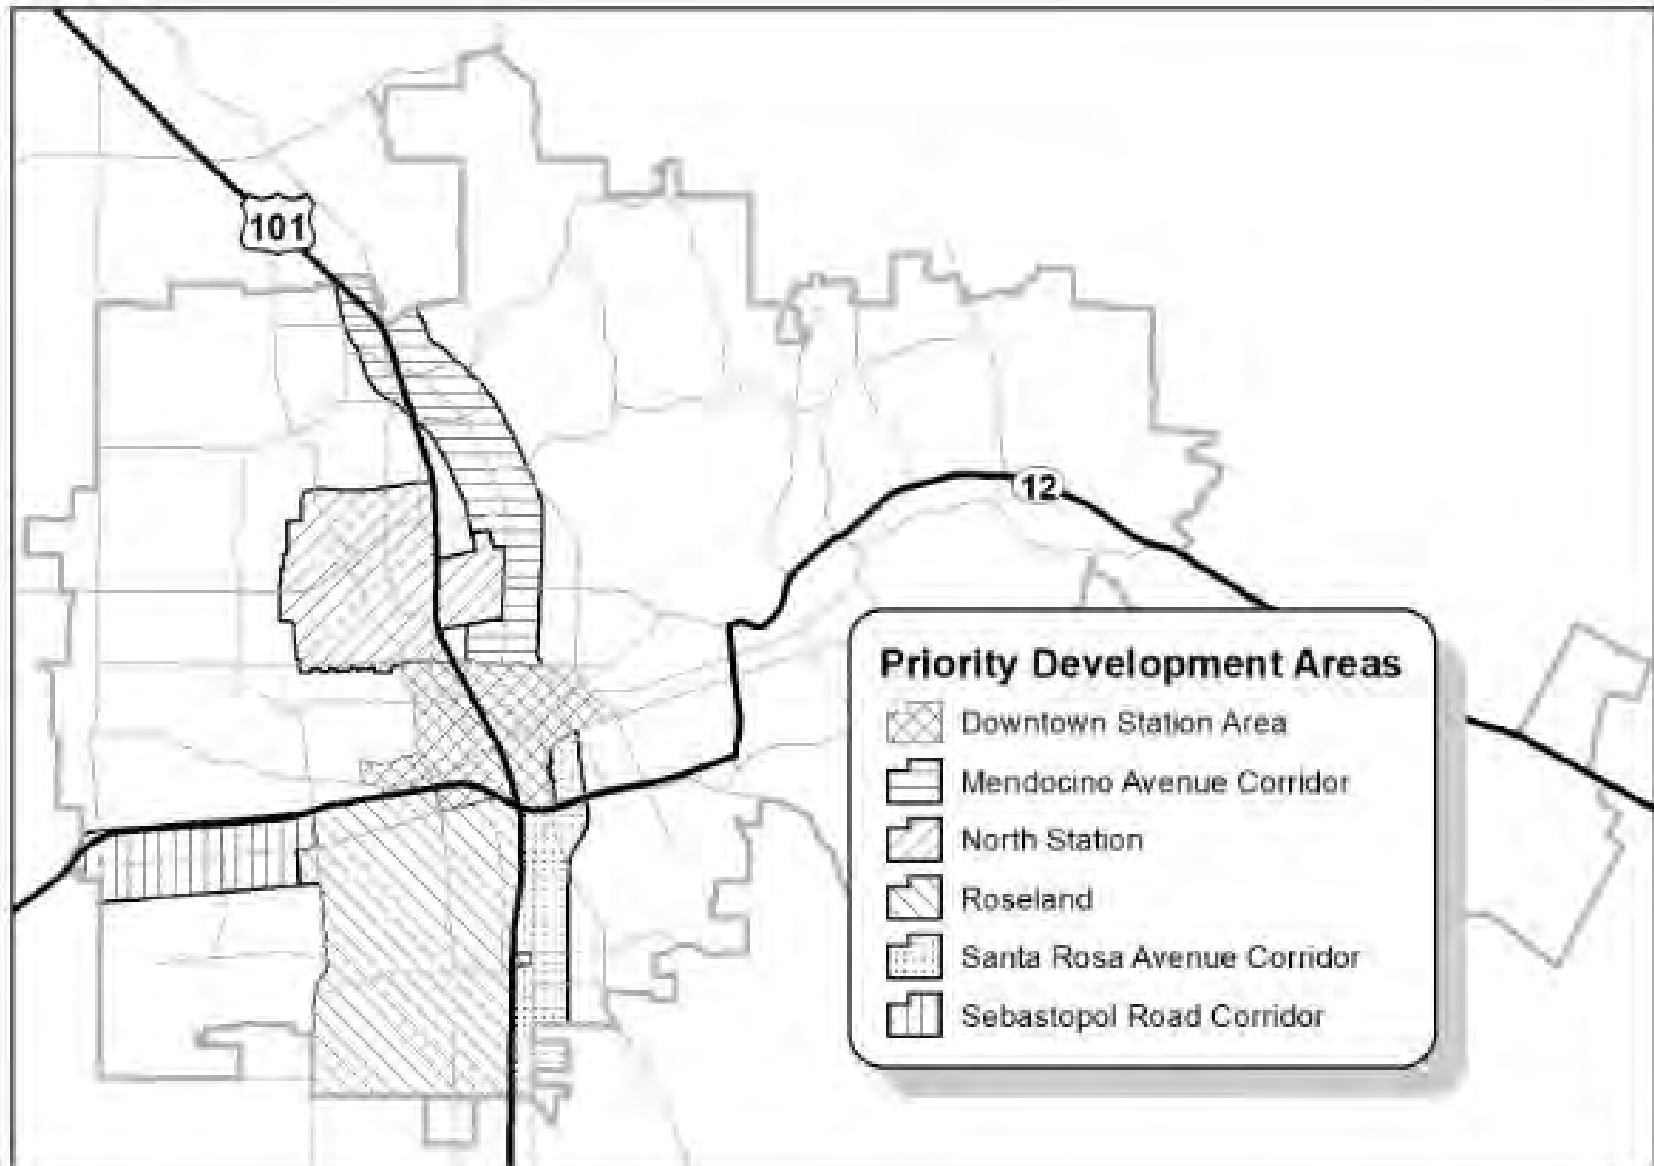 101
12
Priority Development Areas
Downtown Station Area
Mendocino Avenue Corridor
North Station
Roseland
Santa Rosa Avenue Corridor
Sebastopol Road Corridor